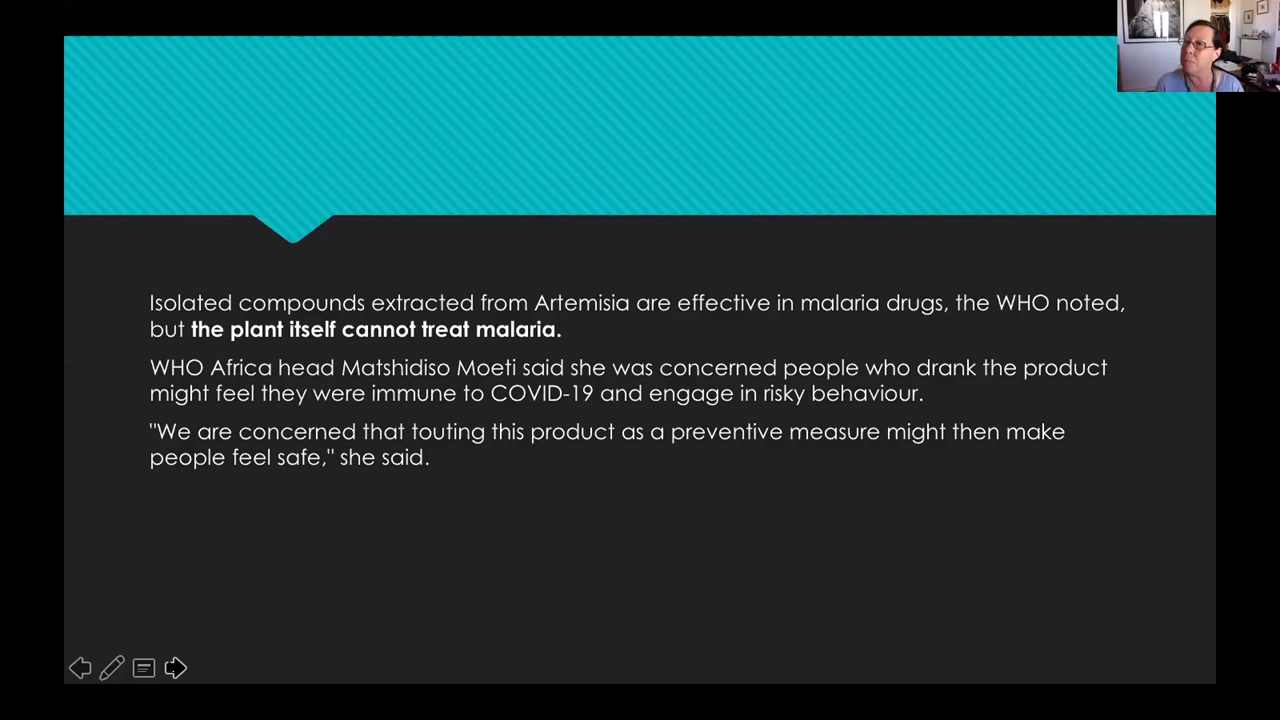 Isolated compounds extracted from Artemisia are effective in malaria drugs, the WHO noted,
but the plant itself cannot treat malaria.
WHO Africa head Matshidiso Moeti said she was concerned people who drank the product
might feel they were immune to COVID-19 and engage in risky behaviour.
"We are concerned that touting this product as a preventive measure might then make
people feel safe," she said.